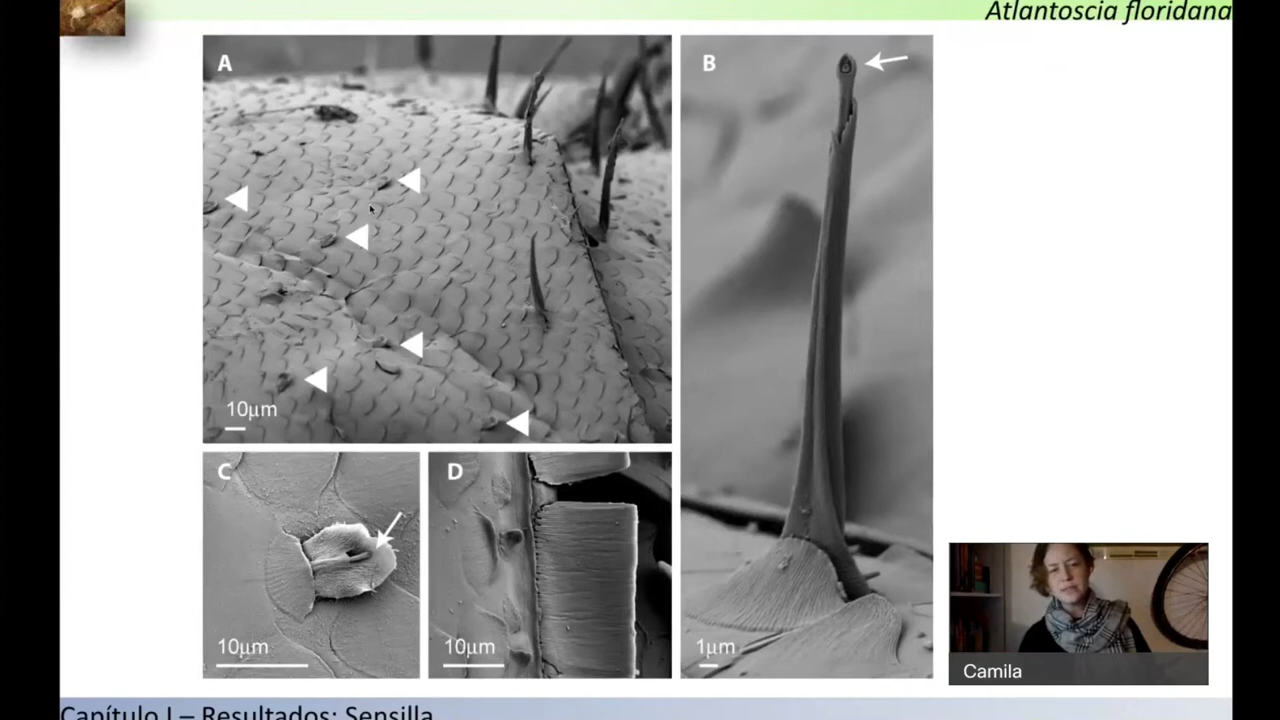 Atlantoscia floridana
A
10µm
B
1µm
C
10µm
D
10µm
Camila
Capítulo I – Resultados: Sensilla